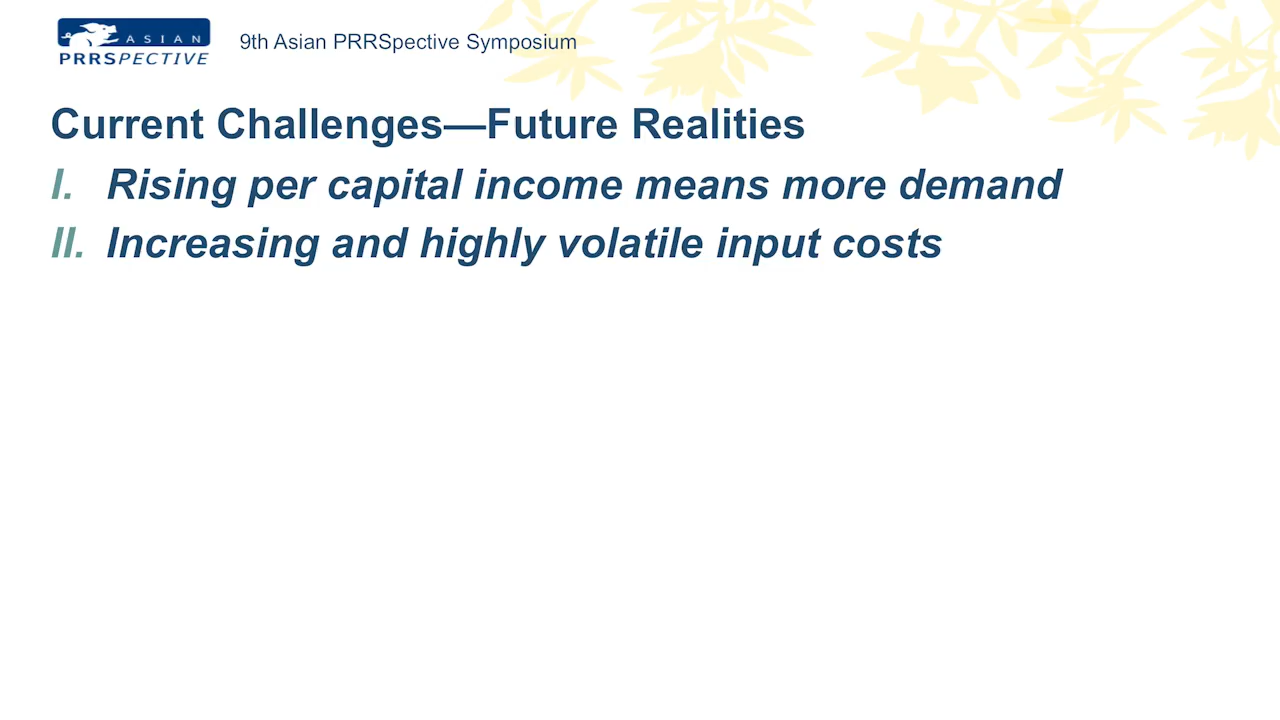 ASIAN
PRRSPECTIVE
9th Asian PRRSpective Symposium
Current Challenges—Future Realities
I. Rising per capital income means more demand
II. Increasing and highly volatile input costs